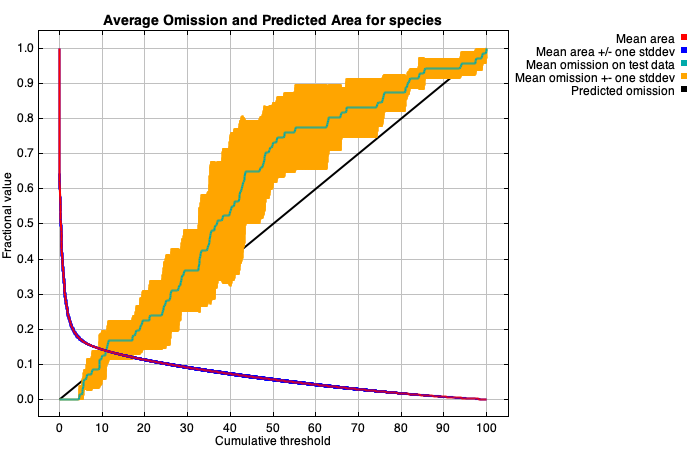 Average Omission and Predicted Area for species
Mean area
Mean area +/- one stddev
Mean omission on test data
Mean omission +- one stddev
Predicted omission
Fractional value
1.0
0.9
0.8
0.7
0.6
0.5
0.4
0.3
0.2
0.1
0.0
0 10 20 30 40 50 60 70 80 90 100
Cumulative threshold